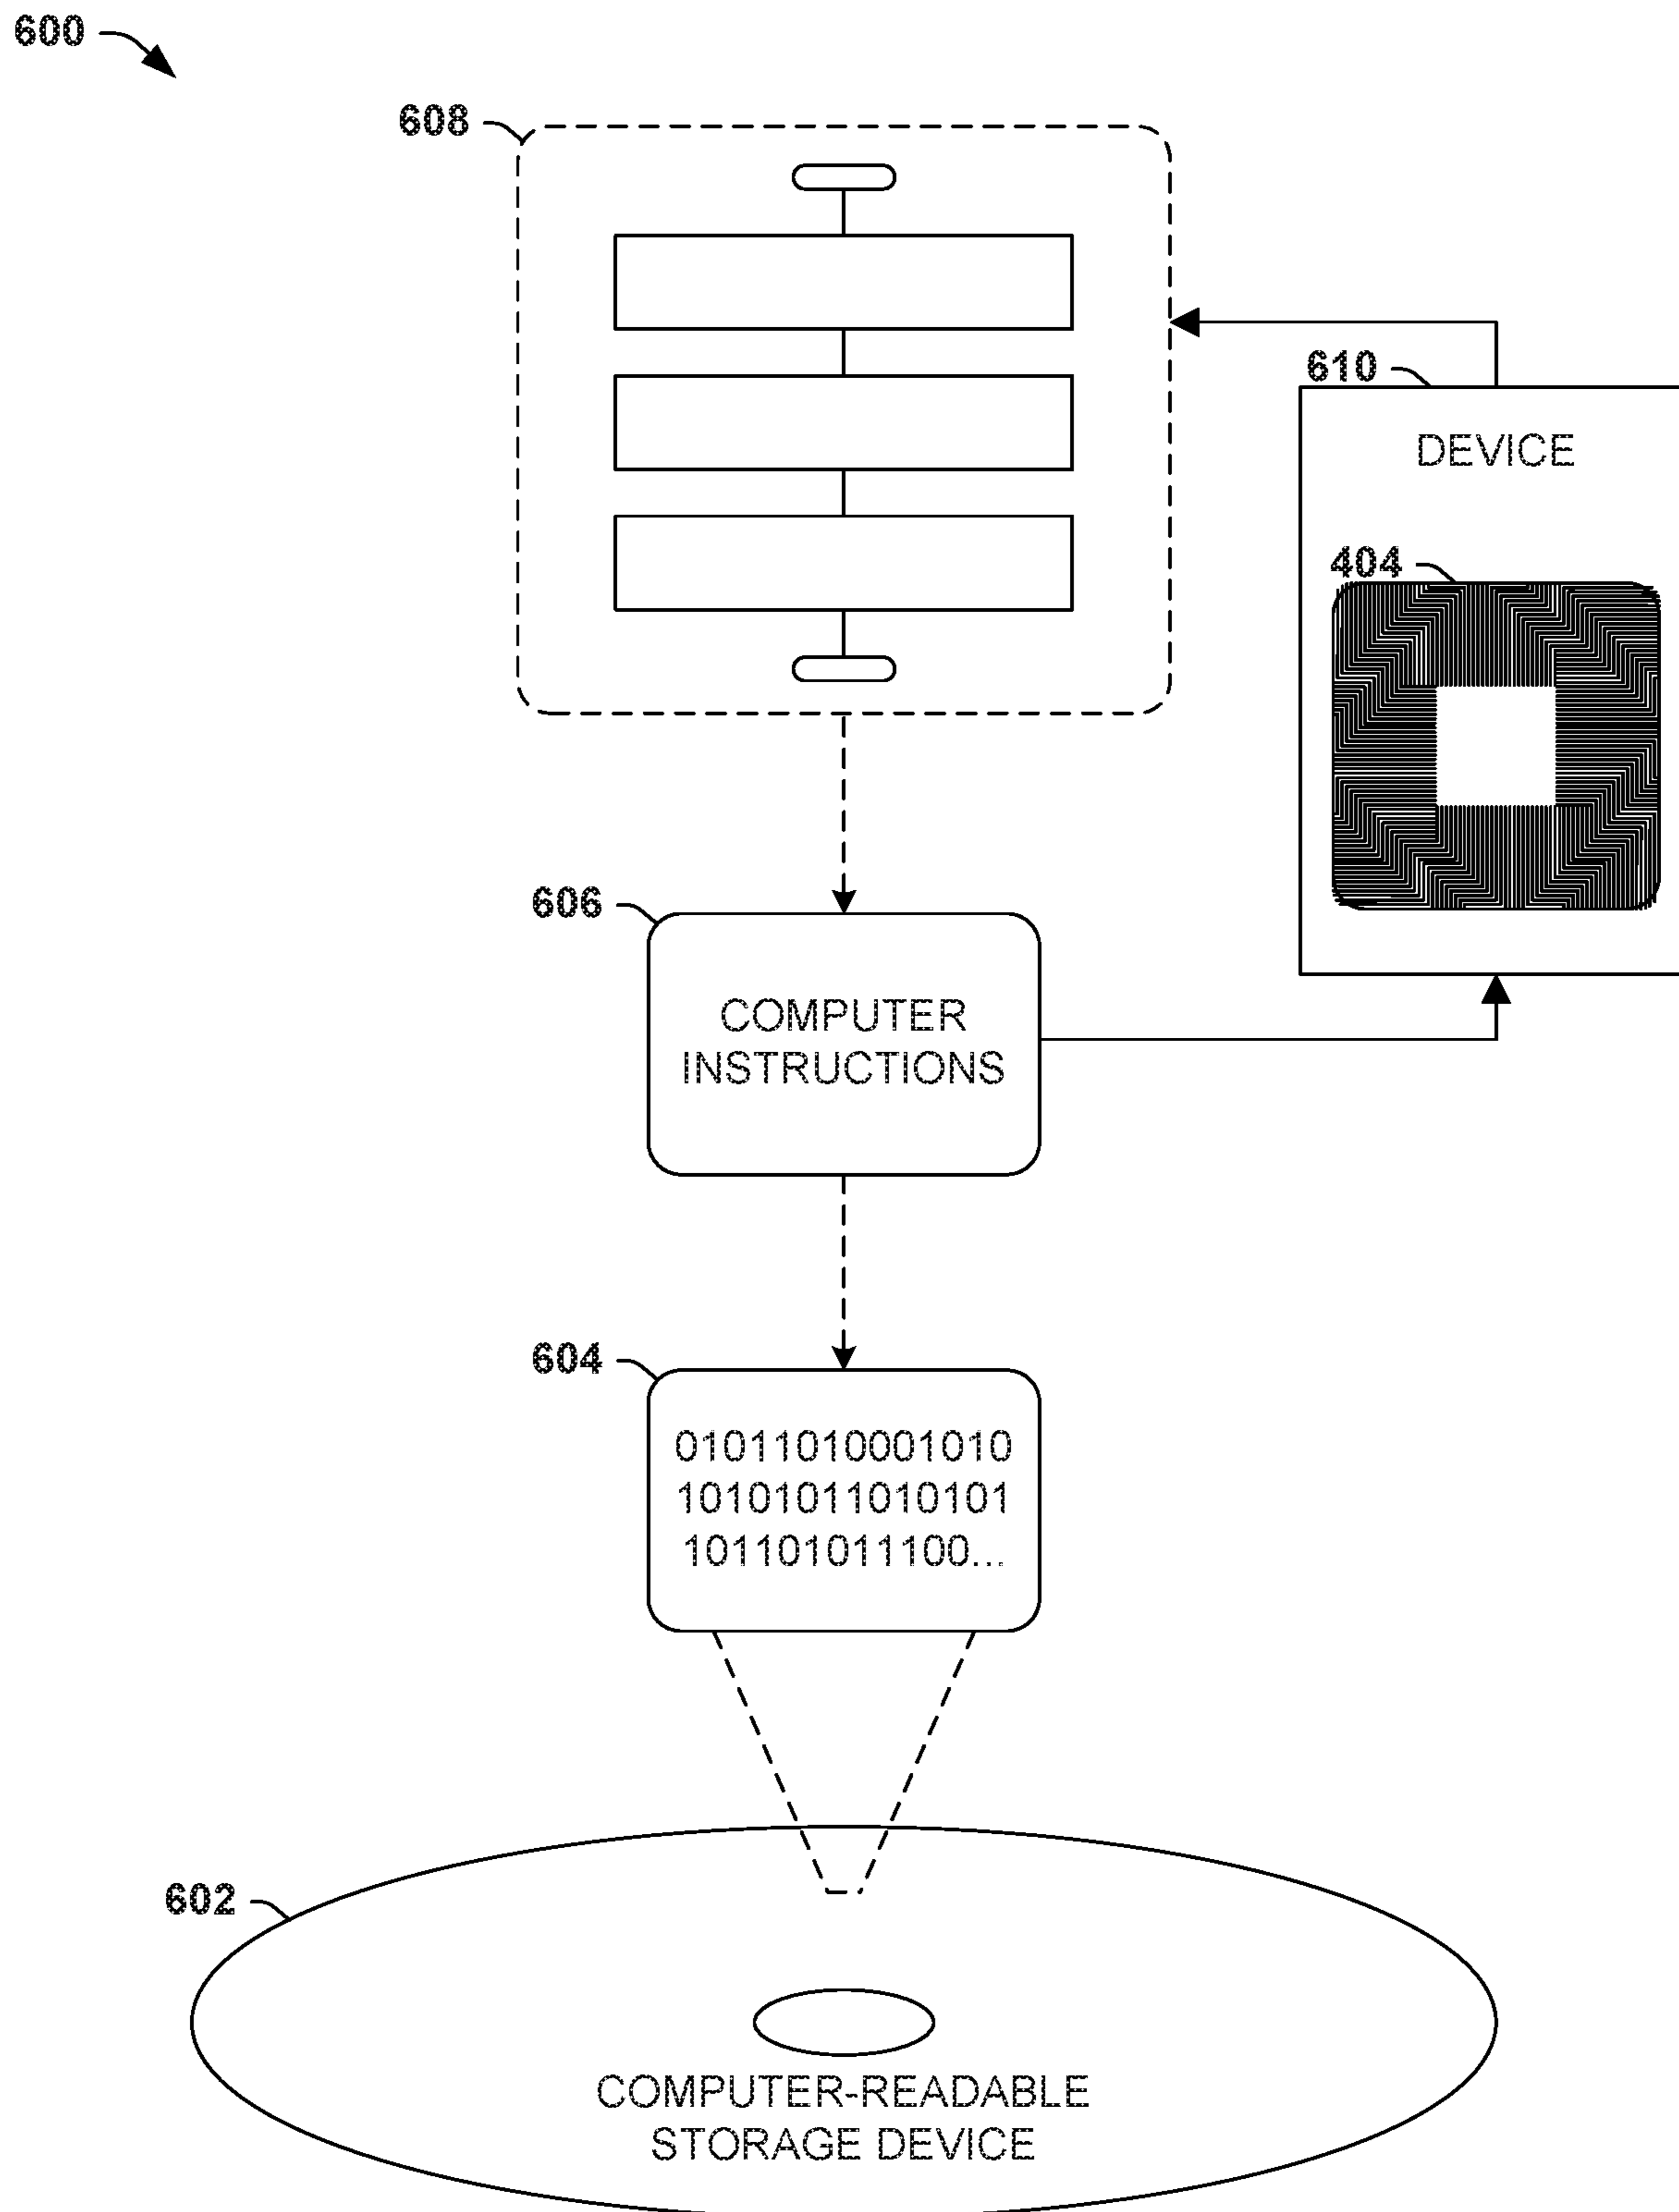 600
608
610
DEVICE
404
606
COMPUTER
INSTRUCTIONS
604
01011010001010
10101011010101
101101011100...
602
COMPUTER-READABLE
STORAGE DEVICE